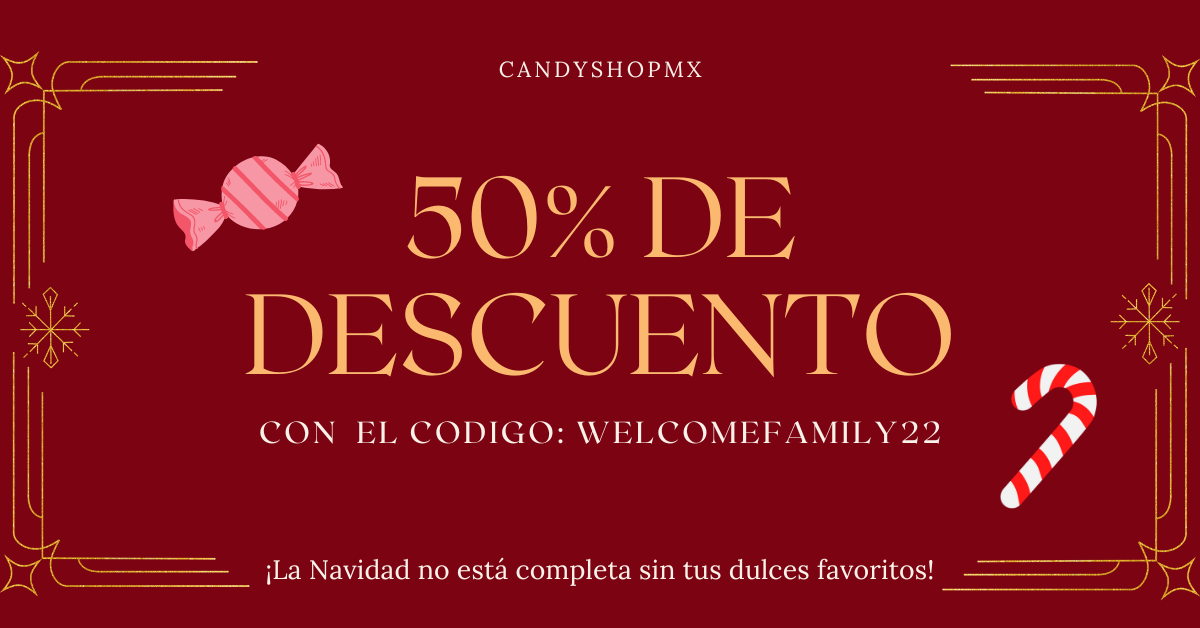 CANDYSHOPMX
50% DE
DESCUENTO
CON EL CODIGO: WELCOMEFAMILY22
¡La Navidad no está completa sin tus dulces favoritos!